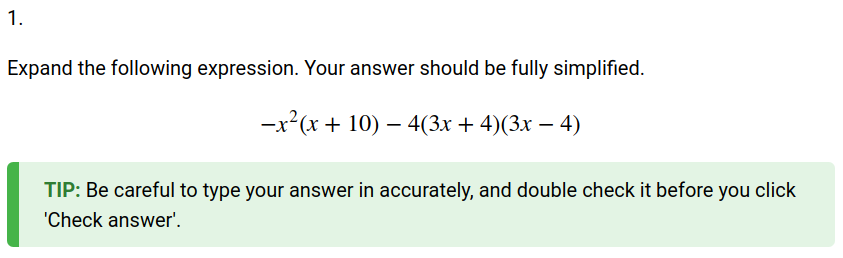 1.
Expand the following expression. Your answer should be fully simplified.
−x²(x + 10) − 4(3x + 4)(3x − 4)
TIP: Be careful to type your answer in accurately, and double check it before you click
'Check answer'.